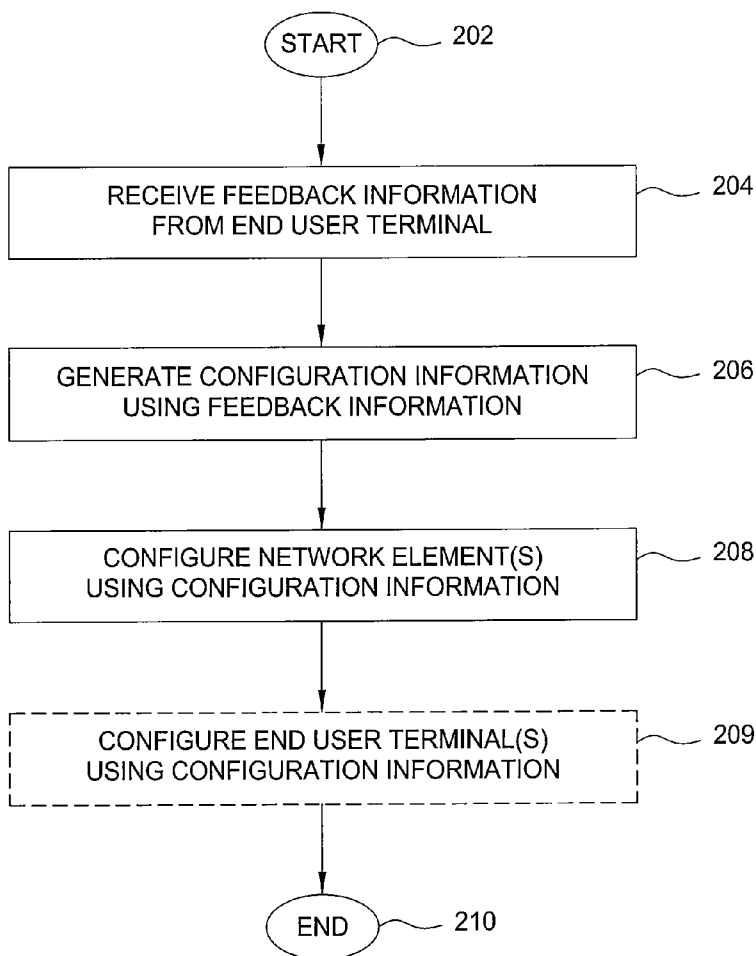 START
202
RECEIVE FEEDBACK INFORMATION
FROM END USER TERMINAL
204
GENERATE CONFIGURATION INFORMATION
USING FEEDBACK INFORMATION
206
CONFIGURE NETWORK ELEMENT(S)
USING CONFIGURATION INFORMATION
208
CONFIGURE END USER TERMINAL(S)
USING CONFIGURATION INFORMATION
209
END
210